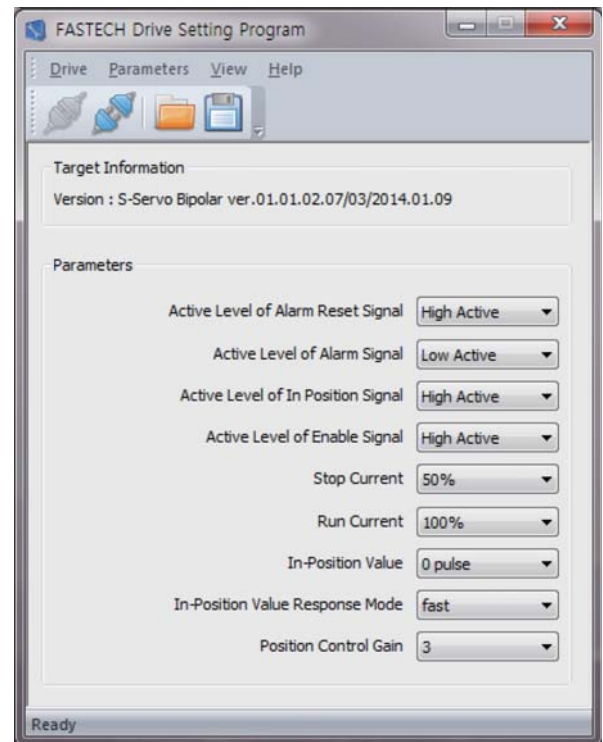 FASTECH Drive Setting Program
Drive Parameters View Help
Target Information
Version : S-Servo Bipolar ver.01.01.02.07/03/2014.01.09
Parameters
Active Level of Alarm Reset Signal High Active
Active Level of Alarm Signal Low Active
Active Level of In Position Signal High Active
Active Level of Enable Signal High Active
Stop Current 50%
Run Current 100%
In-Position Value 0 pulse
In-Position Value Response Mode fast
Position Control Gain 3
Ready